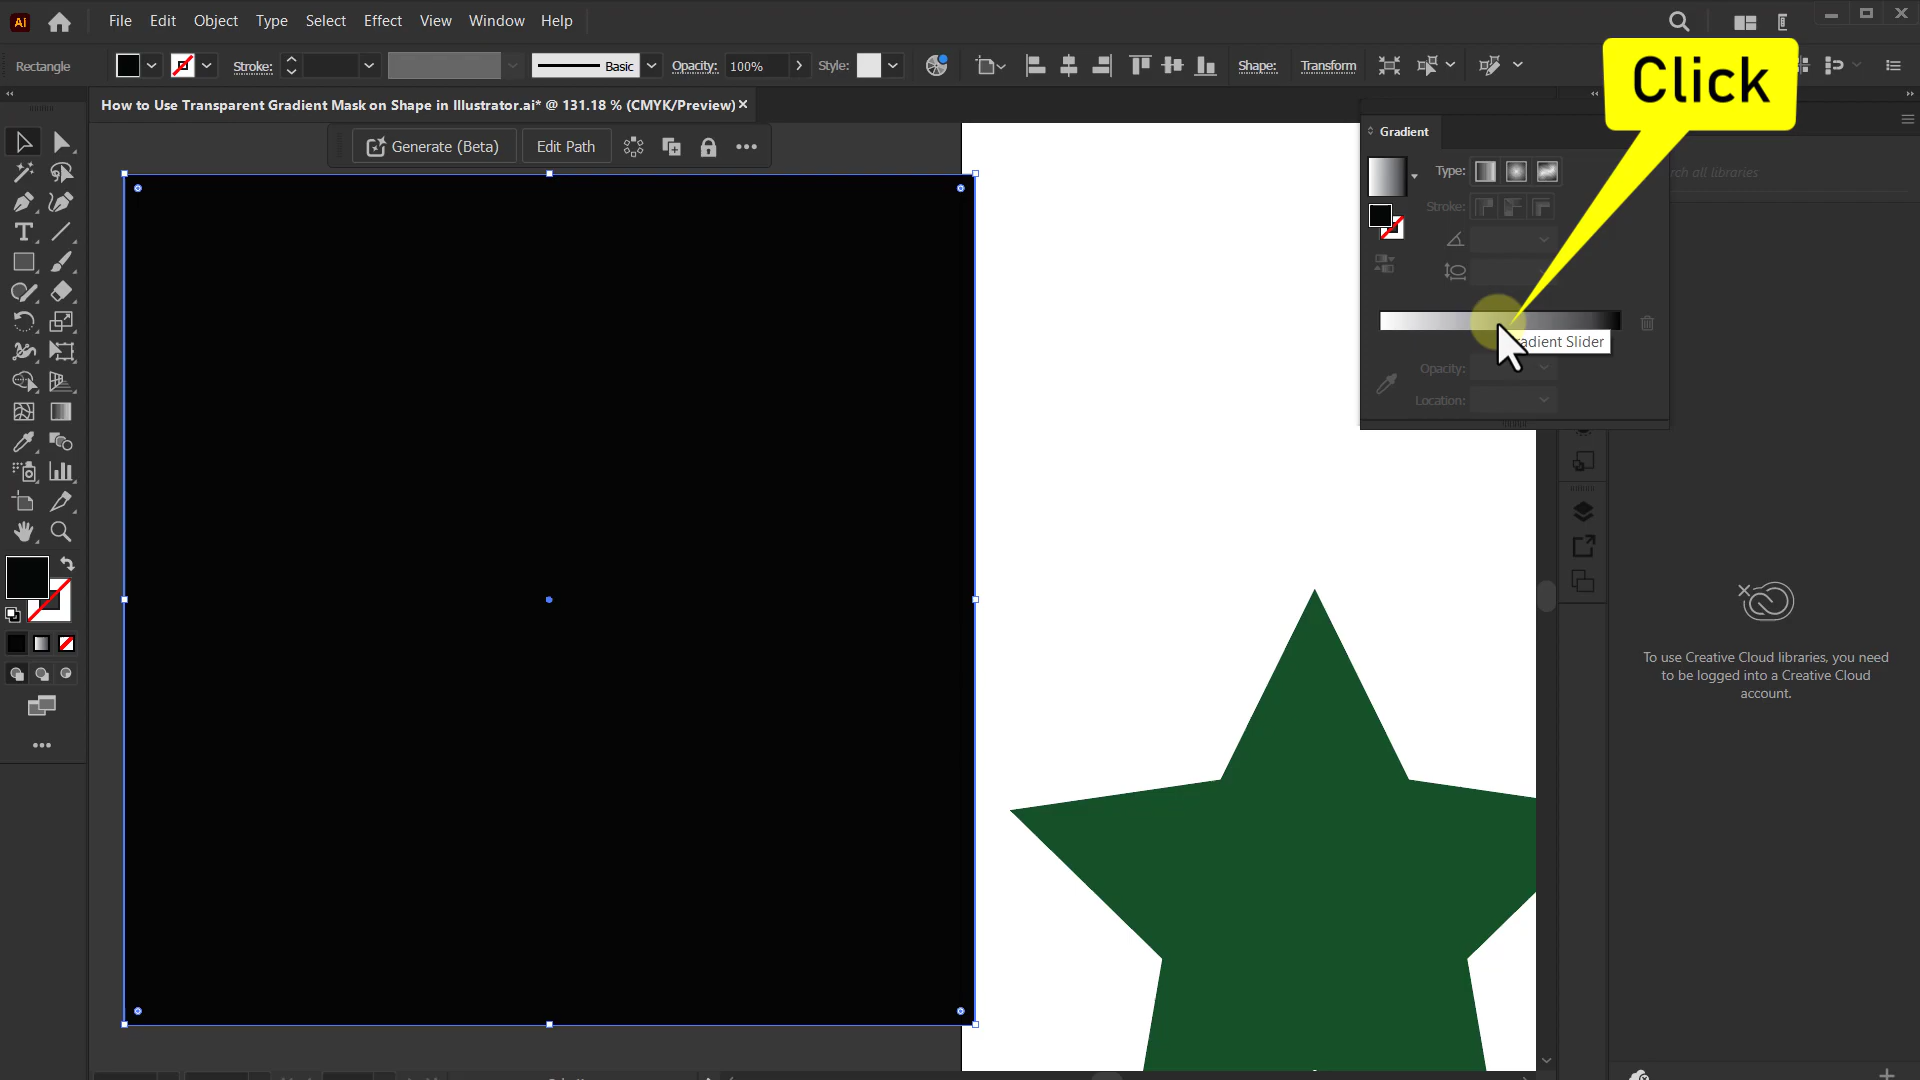 Ai
File Edit Object Type Select Effect View Window Help
Rectangle
Stroke:
Basic
Opacity: 100%
Style:
Shape:
Transform
Click
How to Use Transparent Gradient Mask on Shape in Illustrator.ai* @ 131.18 % (CMYK/Preview)
Generate (Beta)
Edit Path
Gradient
Type:
Stroke:
all libraries
adient Slider
Opacity:
Location:
To use Creative Cloud libraries, you need
to be logged into a Creative Cloud
account.